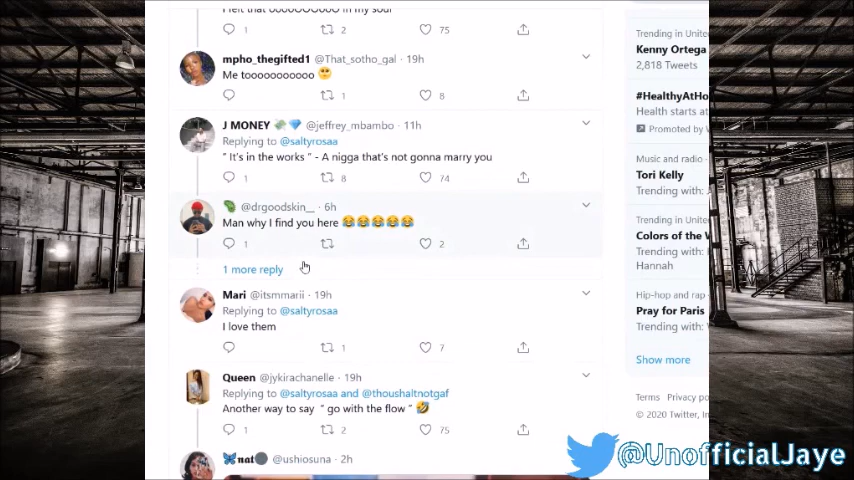 I felt that oooooooooo in my soul
1
2
75
mpho_thegifted1 @That_sotho_gal · 19h
Me toooooooooo 🥺
1
8
J MONEY 💸💎 @jeffrey_mbambo · 11h
Replying to @saltyrosaa
" It's in the works " - A nigga that's not gonna marry you
1
8
74
🦠 @drgoodskin__ · 6h
Man why I find you here 😂😂😂😂😂
1
2
1 more reply
Mari @itsmmarii · 19h
Replying to @saltyrosaa
I love them
1
7
Queen @jykirachanelle · 19h
Replying to @saltyrosaa and @thoushaltnotgaf
Another way to say " go with the flow " 🤣
1
2
75
🦋nat🌑 @ushiosuna · 2h
Trending in Unite
Kenny Ortega
2,818 Tweets
#HealthyAtHo
Health starts at
Promoted by
Music and radio ·
Tori Kelly
Trending with:
Trending in United
Colors of the W
Trending with:
Hannah
Hip-hop and rap ·
Pray for Paris
Trending with:
Show more
Terms Privacy po
© 2020 Twitter, In
@UnofficialJaye